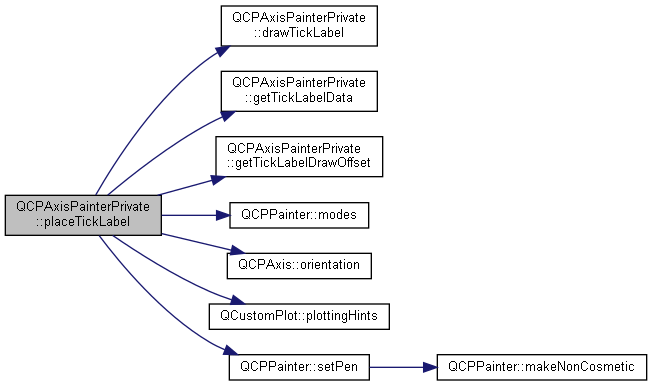 QCPAxisPainterPrivate
::drawTickLabel
QCPAxisPainterPrivate
::getTickLabelData
QCPAxisPainterPrivate
::getTickLabelDrawOffset
QCPAxisPainterPrivate
::placeTickLabel
QCPPainter::modes
QCPAxis::orientation
QCustomPlot::plottingHints
QCPPainter::setPen
QCPPainter::makeNonCosmetic